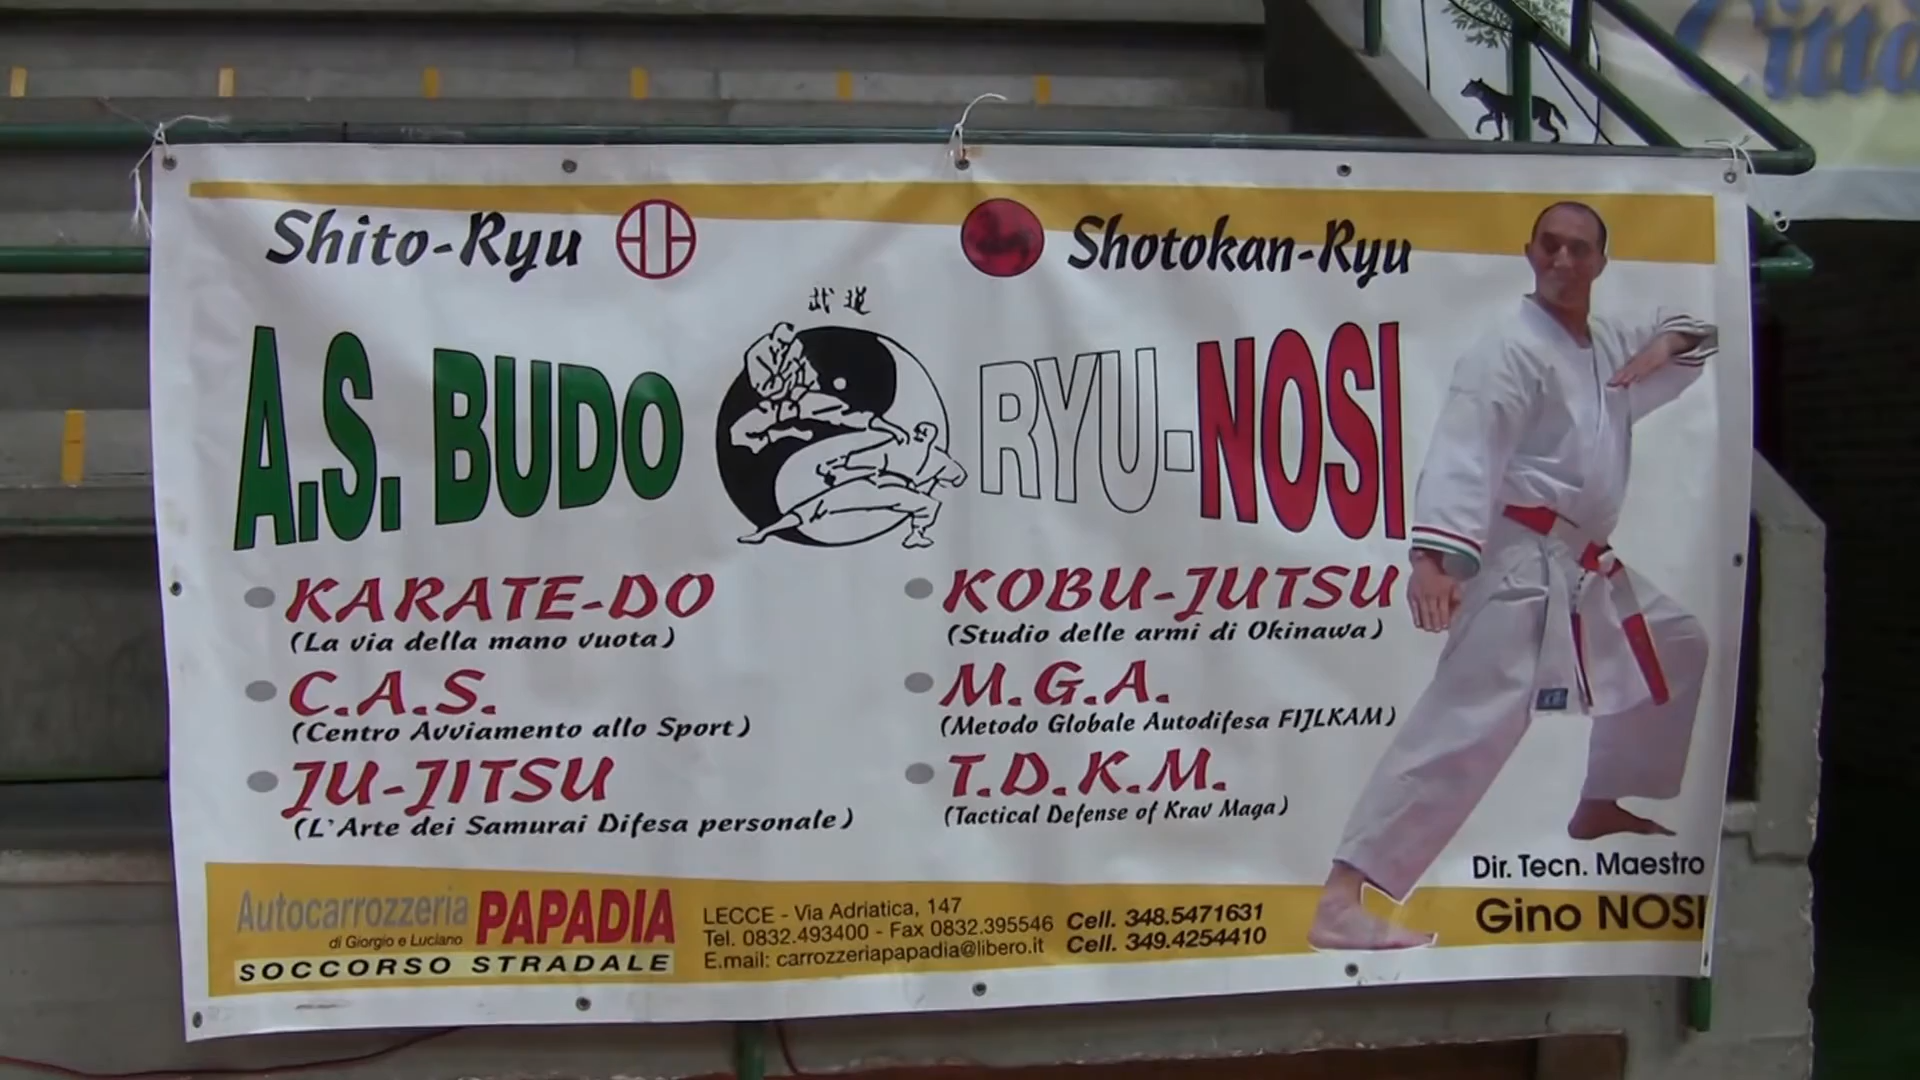 Città
Shito-Ryu
Shotokan-Ryu
武道
A.S. BUDO RYU-NOSI
KARATE-DO
(La via della mano vuota)
C.A.S.
(Centro Avviamento allo Sport)
JU-JITSU
(L'Arte dei Samurai Difesa personale)
KOBU-JUTSU
(Studio delle armi di Okinawa)
M.G.A.
(Metodo Globale Autodifesa FIJLKAM)
T.D.K.M.
(Tactical Defense of Krav Maga)
Dir. Tecn. Maestro
Gino NOSI
Autocarrozzeria PAPADIA
di Giorgio e Luciano
SOCCORSO STRADALE
LECCE - Via Adriatica, 147
Tel. 0832.493400 - Fax 0832.395546
E.mail: carrozzeriapapadia@libero.it
Cell. 348.5471631
Cell. 349.4254410